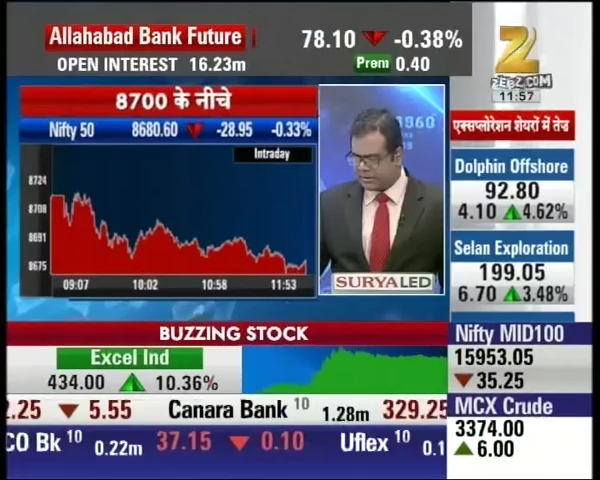 Allahabad Bank Future
78.10 -0.38%
OPEN INTEREST 16.23m
Prem 0.40
Z
ZEEBIZ.COM
11:57
8700 के नीचे
Nifty 50 8680.60 -28.95 -0.33%
Intraday
8724
8708
8691
8675
09:07 10:02 10:58 11:53
SURYA LED
एक्सप्लोरेशन शेयरों में तेज
Dolphin Offshore
92.80
4.10 4.62%
Selan Exploration
199.05
6.70 3.48%
BUZZING STOCK
Excel Ind
434.00 10.36%
Nifty MID100
15953.05
35.25
MCX Crude
3374.00
6.00
2.25 5.55 Canara Bank 10 1.28m 329.25
CO Bk 10 0.22m 37.15 0.10 Uflex 10 0.1